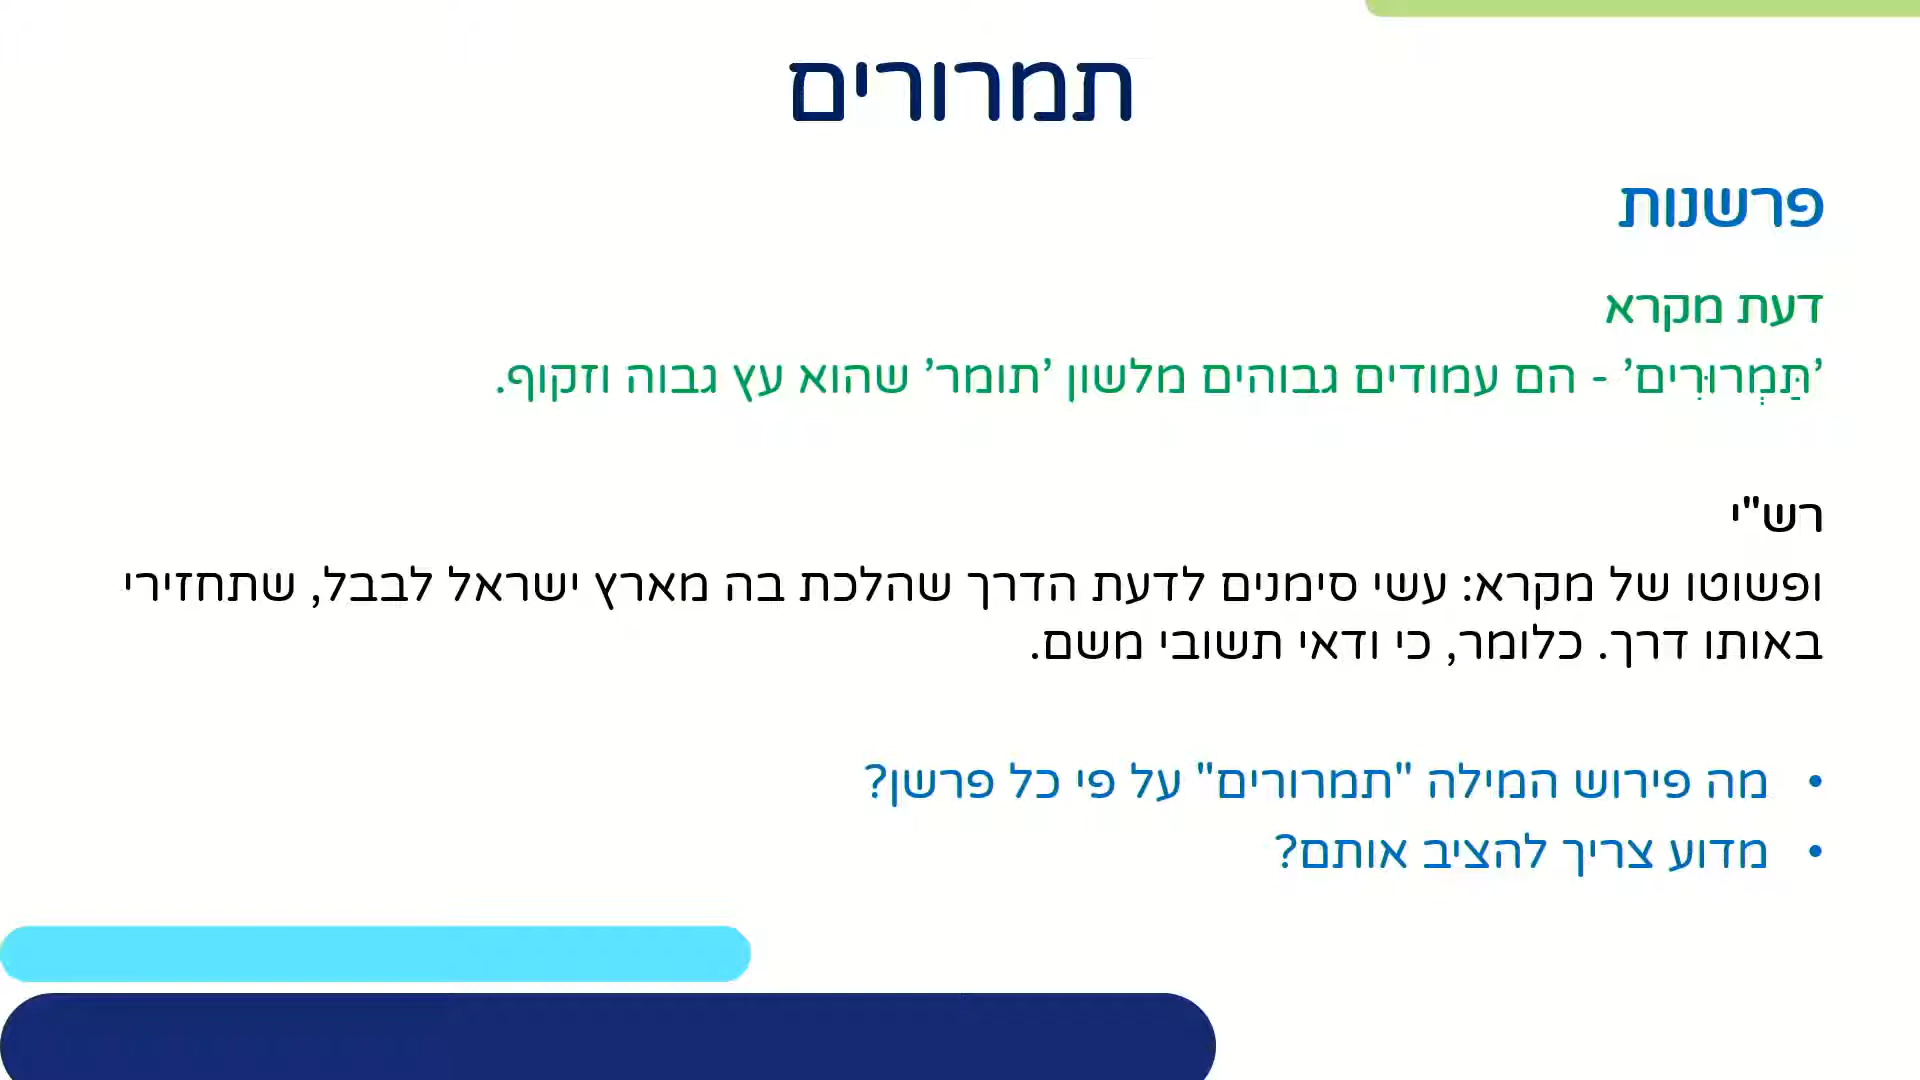 תמרורים
פרשנות
דעת מקרא
'תַּמְרוּרִים' - הם עמודים גבוהים מלשון 'תומר' שהוא עץ גבוה וזקוף.
רש"י
ופשוטו של מקרא: עשי סימנים לדעת הדרך שהלכת בה מארץ ישראל לבבל, שתחזירי
באותו דרך. כלומר, כי ודאי תשובי משם.
• מה פירוש המילה "תמרורים" על פי כל פרשן?
• מדוע צריך להציב אותם?